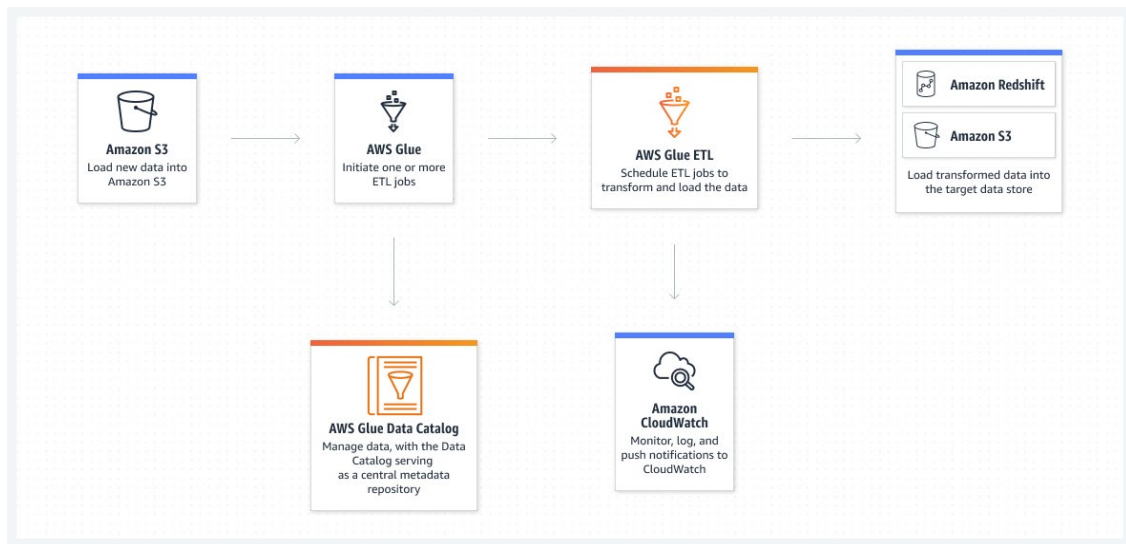 Amazon S3
Load new data into
Amazon S3
AWS Glue
Initiate one or more
ETL jobs
AWS Glue ETL
Schedule ETL jobs to
transform and load the data
Amazon Redshift
Amazon S3
Load transformed data into
the target data store
AWS Glue Data Catalog
Manage data, with the Data
Catalog serving
as a central metadata
repository
Amazon
CloudWatch
Monitor, log, and
push notifications to
CloudWatch